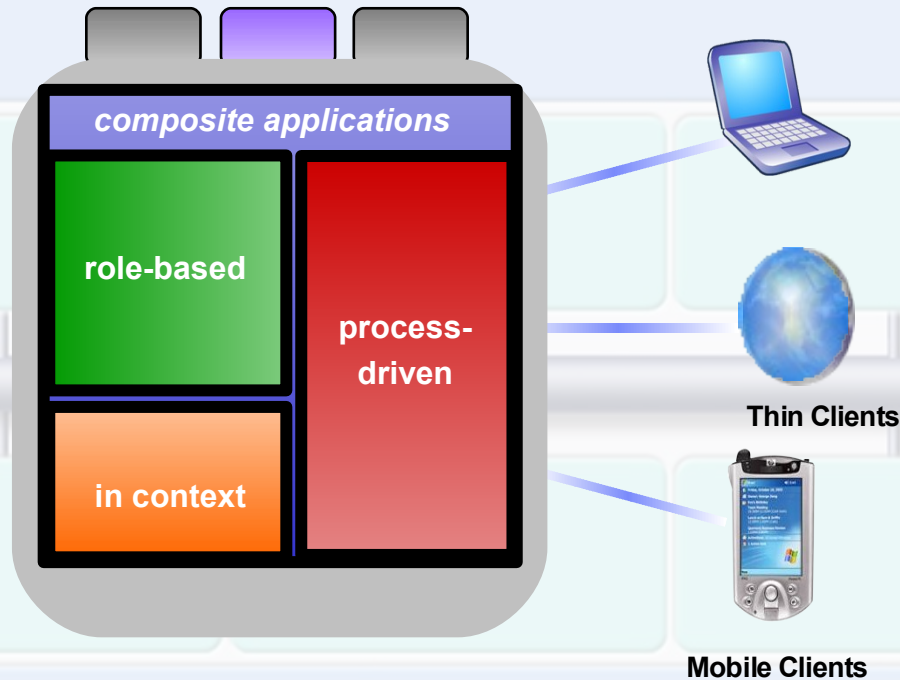 composite applications
role-based
process-
driven
in context
Thin Clients
Mobile Clients